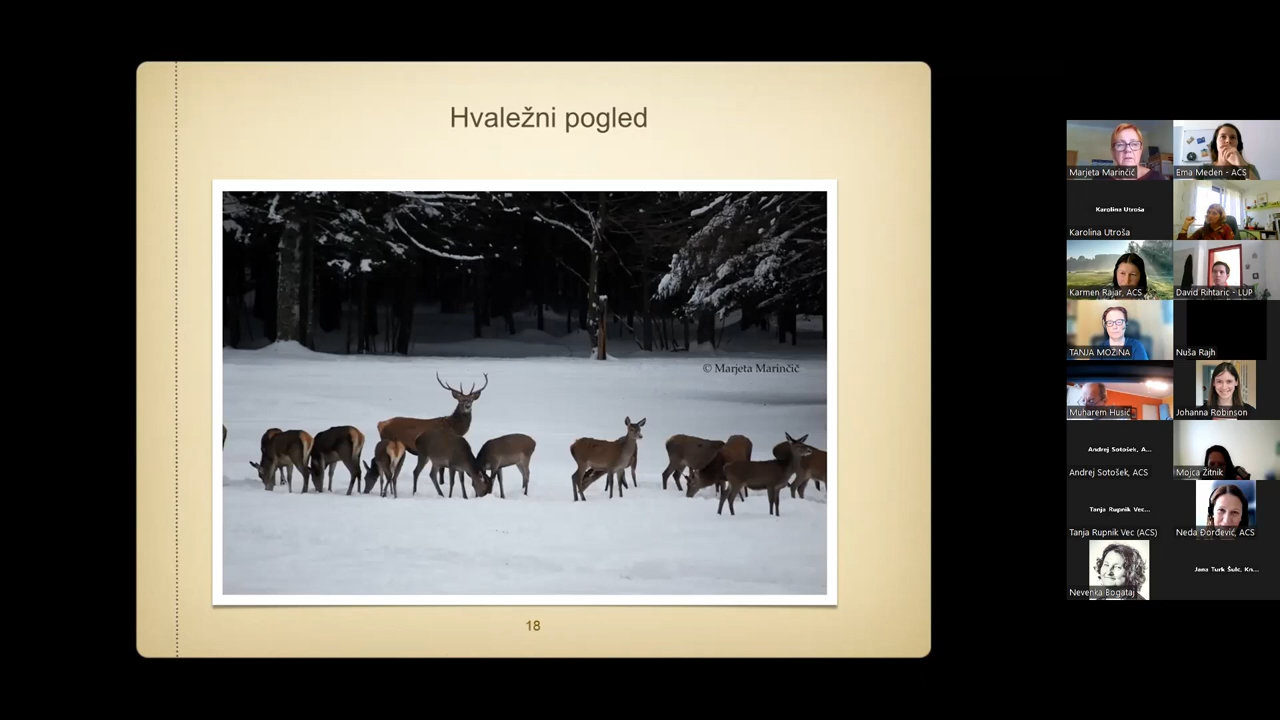 Hvaležni pogled
© Marjeta Marinčič
18
Marjeta Marinčič
Ema Meden - ACS
Karolina Utroša
Karolina Utroša
Karmen Rajar, ACS
David Rihtarić - LUP
TANJA MOŽINA
Nuša Rajh
Muharem Husić
Johanna Robinson
Andrej Sotošek, A...
Andrej Sotošek, ACS
Mojca Žitnik
Tanja Rupnik Vec...
Tanja Rupnik Vec (ACS)
Neda Đorđević, ACS
Nevenka Bogataj
Jana Turk Šulc, Kn...